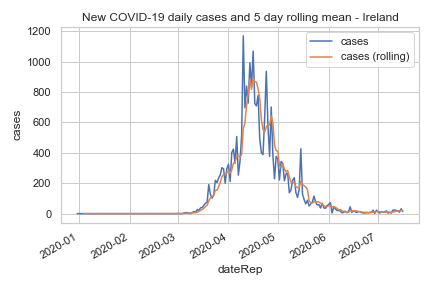 New COVID-19 daily cases and 5 day rolling mean - Ireland
cases
cases (rolling)
1200
1000
800
600
400
200
0
cases
2020-01
2020-02
2020-03
2020-04
2020-05
2020-06
2020-07
dateRep